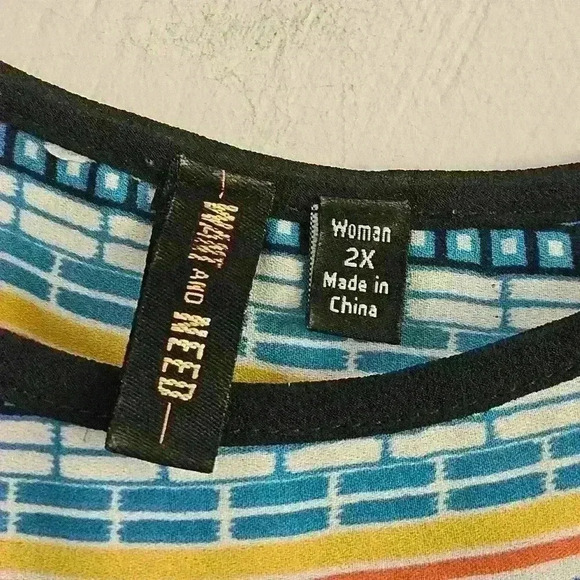 WANT AND NEED
Woman
2X
Made in
China